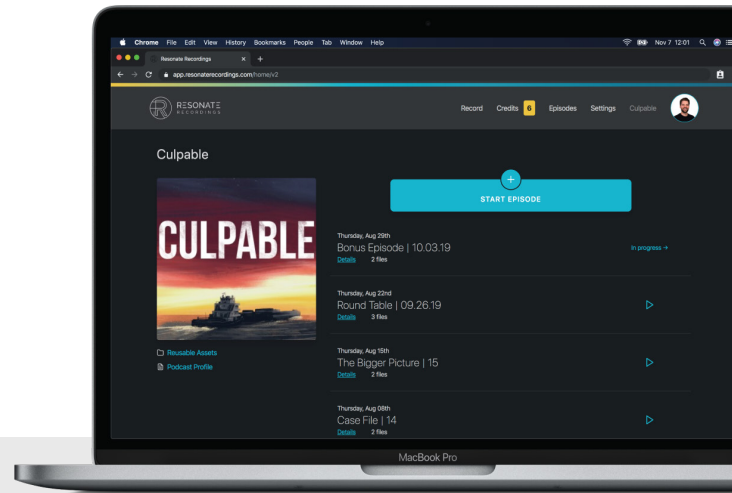 Chrome File Edit View History Bookmarks People Tab Window Help
Nov 7 12:01
Resonate Recordings
app.resonaterecordings.com/home/v2
RESONATE
RECORDINGS
Record Credits 6 Episodes Settings Culpable
Culpable
CULPABLE
START EPISODE
Thursday, Aug 29th
Bonus Episode | 10.03.19
Details 2 files
In progress →
Thursday, Aug 22nd
Round Table | 09.26.19
Details 3 files
Thursday, Aug 15th
The Bigger Picture | 15
Details 2 files
Reusable Assets
Podcast Profile
Thursday, Aug 08th
Case File | 14
Details 2 files
MacBook Pro